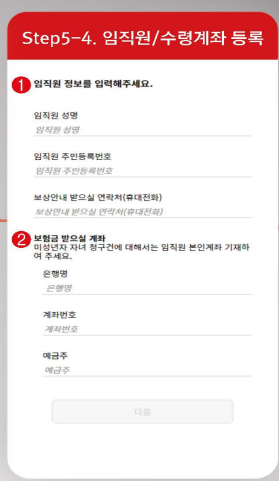 Step5-4. 임직원/수령계좌 등록
1 임직원 정보를 입력해주세요.
임직원 성명
임직원 성명
임직원 주민등록번호
임직원 주민등록번호
보상안내 받으실 연락처(휴대전화)
보상안내 받으실 연락처(휴대전화)
2 보험금 받으실 계좌
미성년자 자녀 청구건에 대해서는 임직원 본인계좌 기재하
여 주세요.
은행명
은행명
계좌번호
계좌번호
예금주
예금주
다음